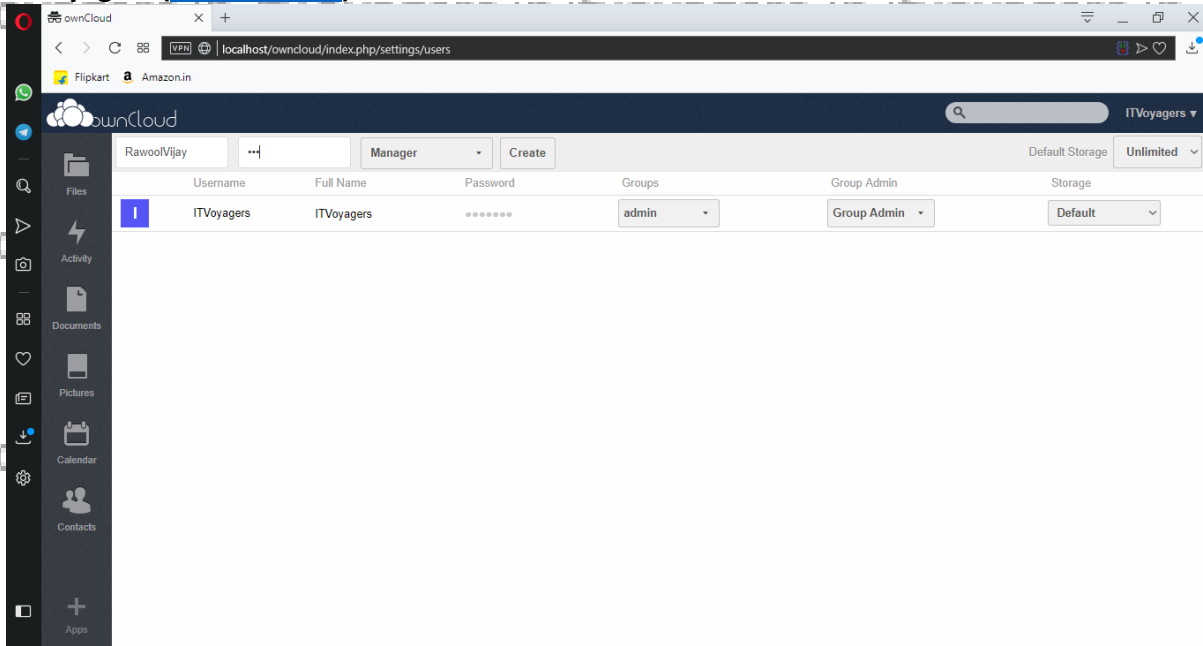 ownCloud
VPN localhost/owncloud/index.php/settings/users
Flipkart a Amazon.in
ownCloud ITVoyagers ▾
RawoolVijay ••• Manager Create Default Storage Unlimited
Username Full Name Password Groups Group Admin Storage
I ITVoyagers ITVoyagers ●●●●●●● admin Group Admin Default
Files
Activity
Documents
Pictures
Calendar
Contacts
Apps